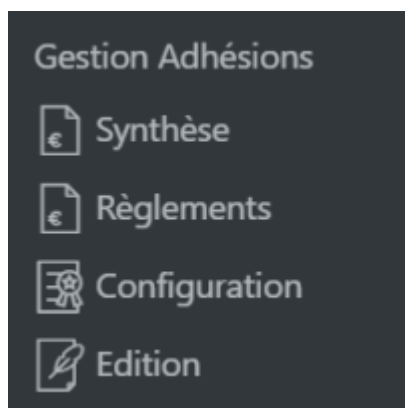 Gestion Adhésions
Synthèse
Règlements
Configuration
Edition